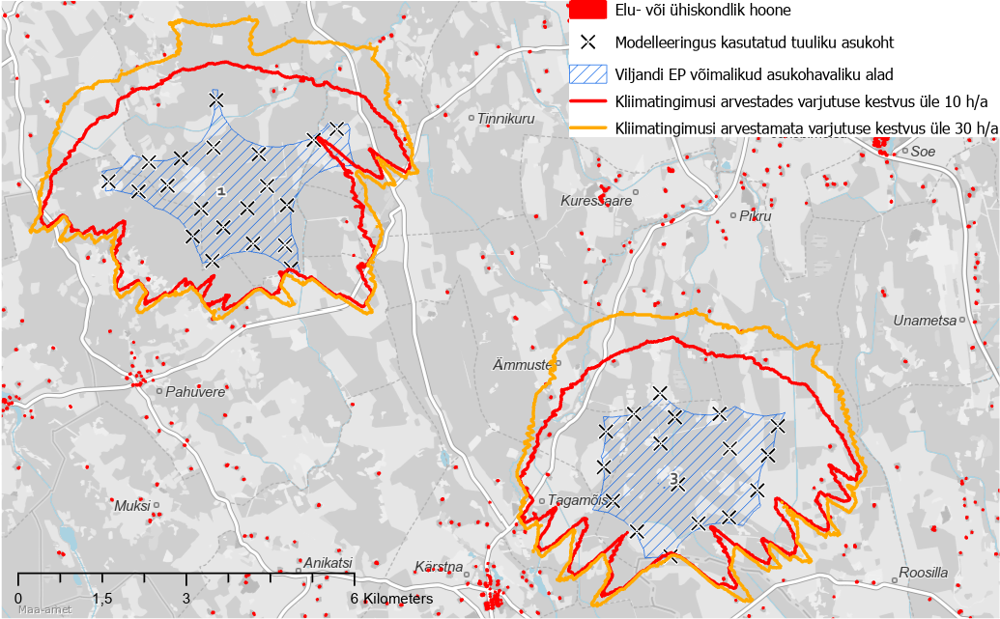 Elu- või ühiskondlik hoone
Modelleeringus kasutatud tuuliku asukoht
Viljandi EP võimalikud asukohavaliku alad
Kliimatingimusi arvestades varjutuse kestvus üle 10 h/a
Kliimatingimusi arvestamata varjutuse kestvus üle 30 h/a
Tinnikuru
Soe
1
Kuressaare
Pikru
Unametsa
Ämmuste
Pahuvere
3
Muksi
Tagamõis
Anikatsi
Kärstna
Roosilla
0 1,5 3 6 Kilometers
Maa-amet